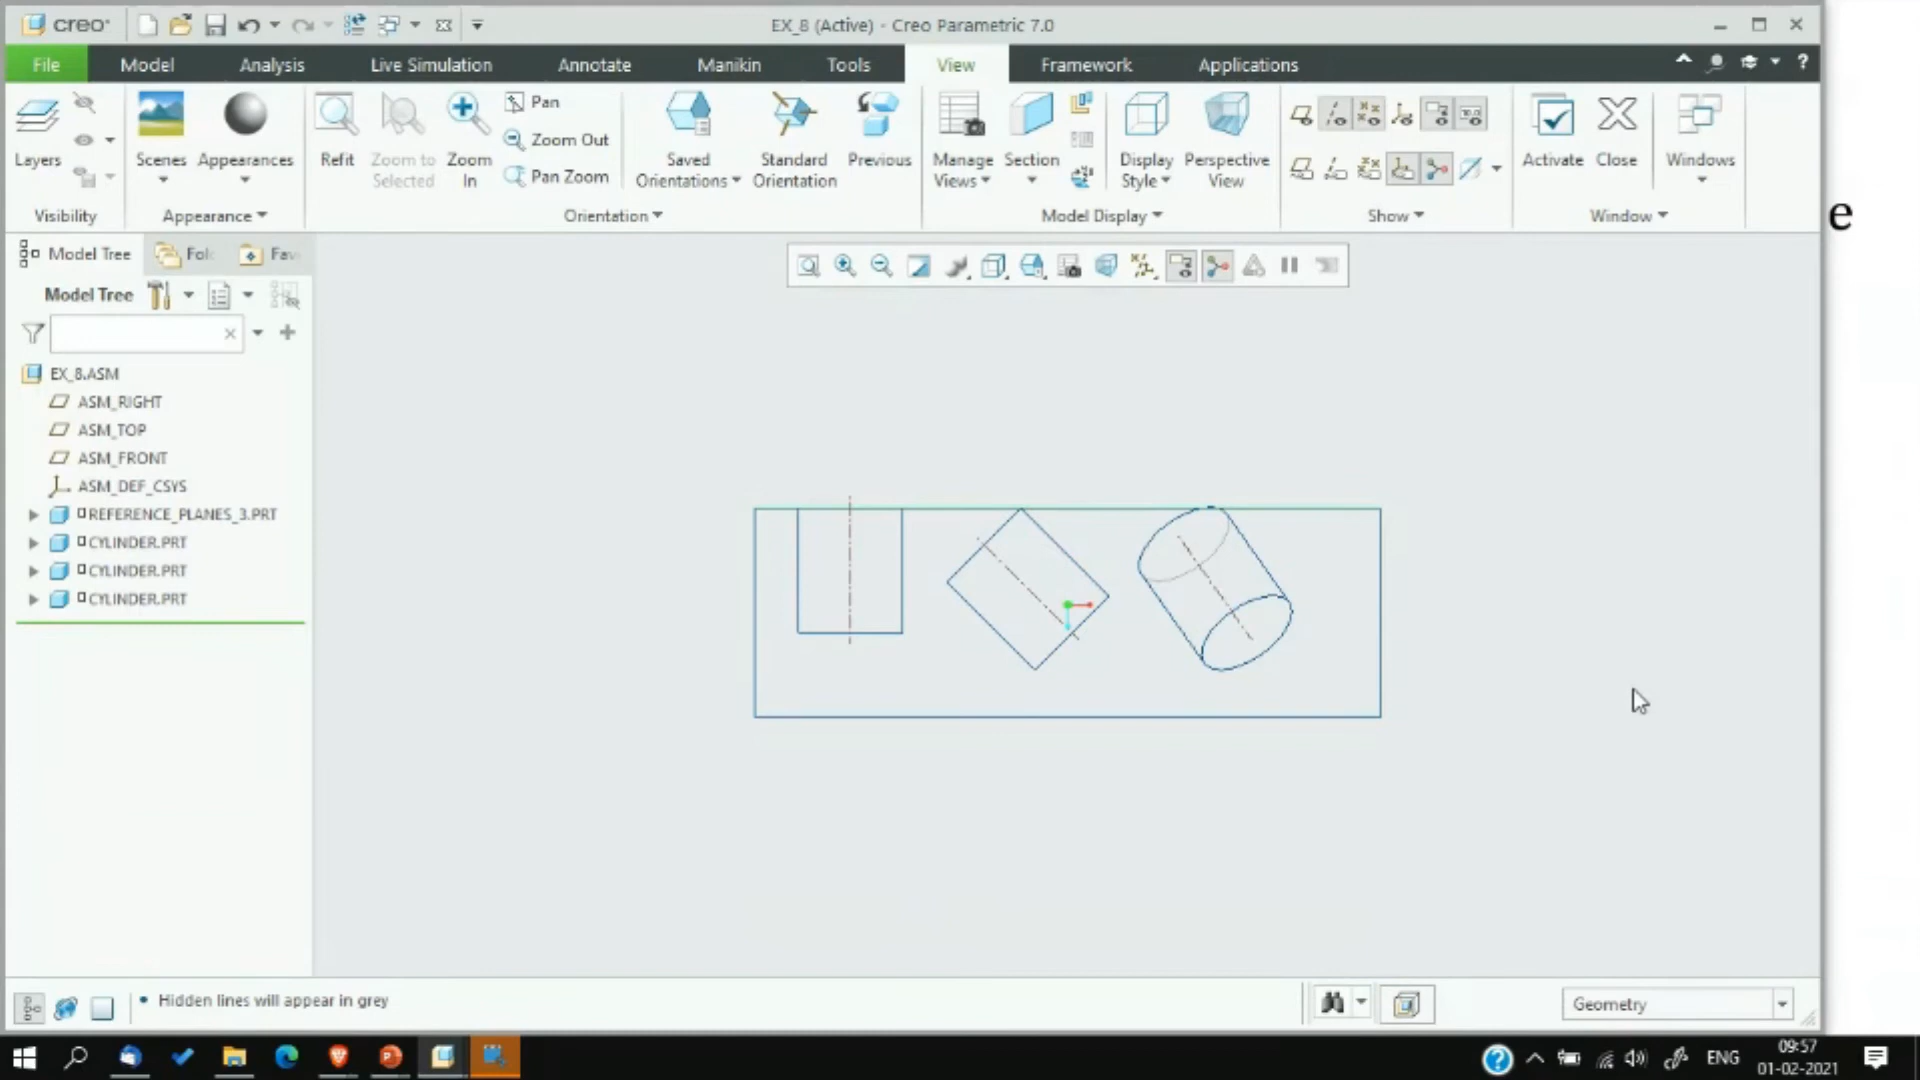 creo
EX_8 (Active) - Creo Parametric 7.0
File Model Analysis Live Simulation Annotate Manikin Tools View Framework Applications
Layers
Visibility
Scenes
Appearances
Appearance
Refit
Zoom to Selected
Zoom In
Pan
Zoom Out
Pan Zoom
Saved Orientations
Standard Orientation
Previous
Orientation
Manage Views
Section
Display Style
Perspective View
Model Display
Show
Activate
Close
Windows
Window
e
Model Tree
Fol
Fav
Model Tree
EX_8.ASM
ASM_RIGHT
ASM_TOP
ASM_FRONT
ASM_DEF_CSYS
REFERENCE_PLANES_3.PRT
CYLINDER.PRT
CYLINDER.PRT
CYLINDER.PRT
Hidden lines will appear in grey
Geometry
ENG
09:57
01-02-2021